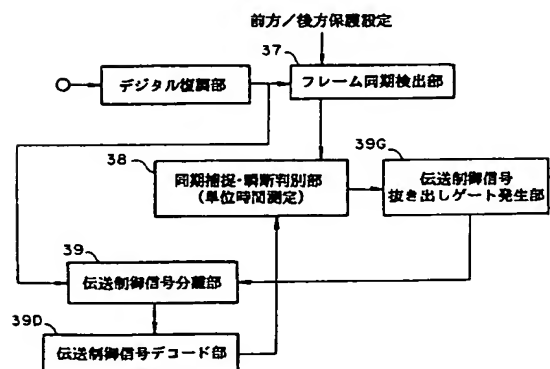 前方／後方保護設定
37
デジタル復調部
フレーム同期検出部
38
39G
同期捕捉・瞬断判別部
(単位時間測定)
伝送制御信号
抜き出しゲート発生部
39
伝送制御信号分離部
39D
伝送制御信号デコード部